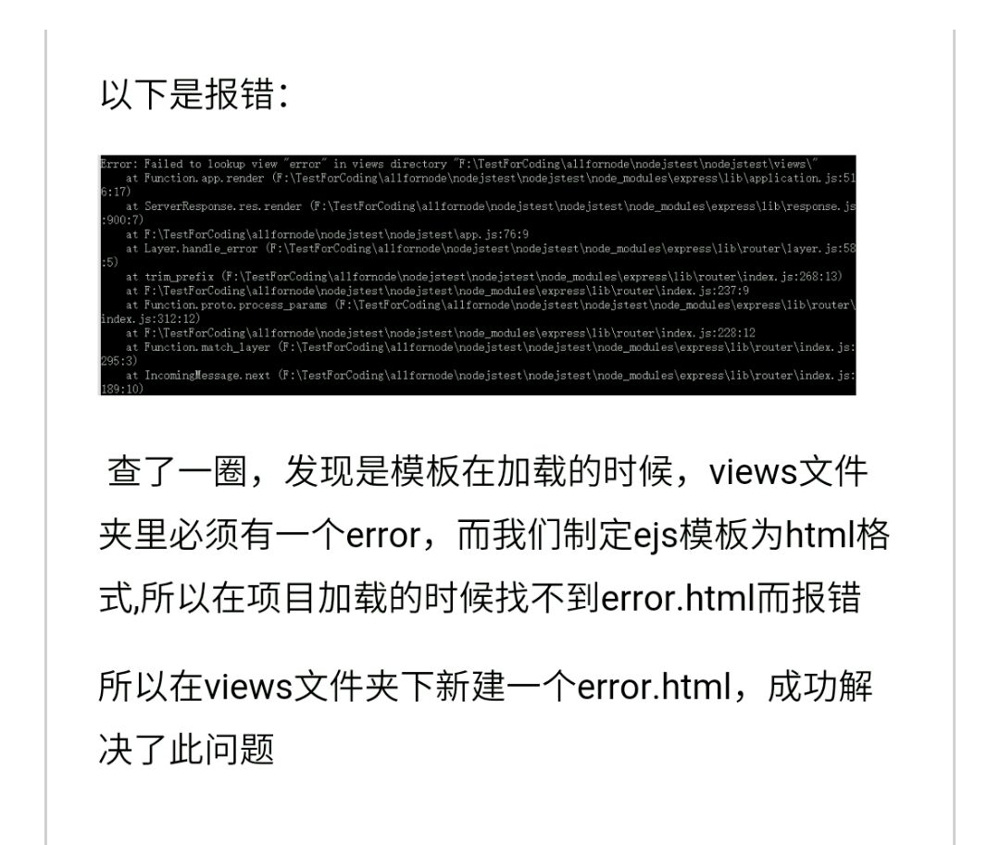 以下是报错：
Error: Failed to lookup view "error" in views directory "F:\TestForCoding\allfornode\nodejstest\nodejstest\views\"
    at Function.app.render (F:\TestForCoding\allfornode\nodejstest\nodejstest\node_modules\express\lib\application.js:51
6:17)
    at ServerResponse.res.render (F:\TestForCoding\allfornode\nodejstest\nodejstest\node_modules\express\lib\response.js
:900:7)
    at F:\TestForCoding\allfornode\nodejstest\nodejstest\app.js:76:9
    at Layer.handle_error (F:\TestForCoding\allfornode\nodejstest\nodejstest\node_modules\express\lib\router\layer.js:58
:5)
    at trim_prefix (F:\TestForCoding\allfornode\nodejstest\nodejstest\node_modules\express\lib\router\index.js:268:13)
    at F:\TestForCoding\allfornode\nodejstest\nodejstest\node_modules\express\lib\router\index.js:237:9
    at Function.proto.process_params (F:\TestForCoding\allfornode\nodejstest\nodejstest\node_modules\express\lib\router\
index.js:312:12)
    at F:\TestForCoding\allfornode\nodejstest\nodejstest\node_modules\express\lib\router\index.js:228:12
    at Function.match_layer (F:\TestForCoding\allfornode\nodejstest\nodejstest\node_modules\express\lib\router\index.js:
295:3)
    at IncomingMessage.next (F:\TestForCoding\allfornode\nodejstest\nodejstest\node_modules\express\lib\router\index.js:
189:10)
查了一圈，发现是模板在加载的时候，views文件
夹里必须有一个error，而我们制定ejs模板为html格
式,所以在项目加载的时候找不到error.html而报错
所以在views文件夹下新建一个error.html，成功解
决了此问题